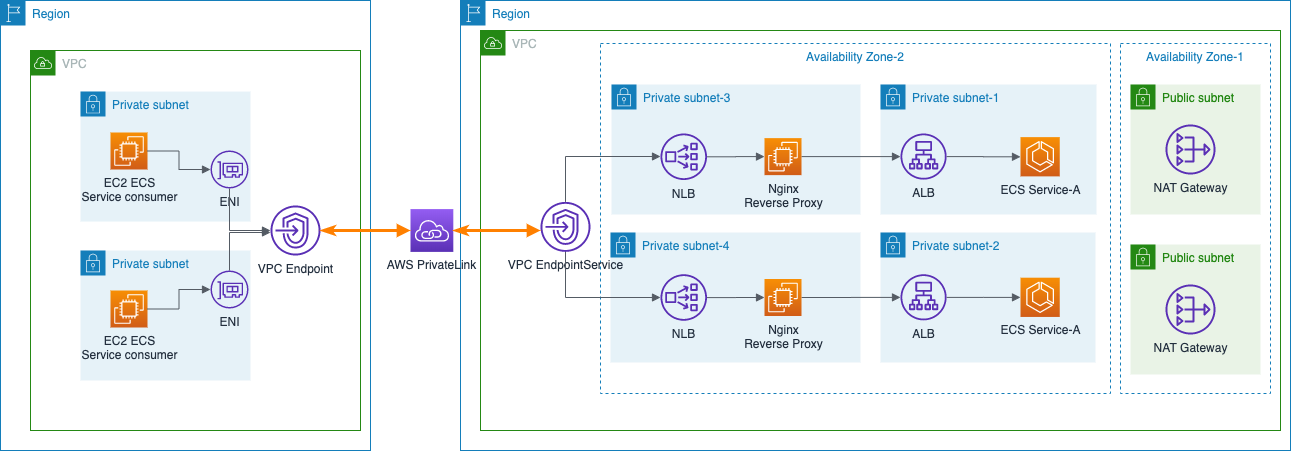 Region
VPC
Private subnet
EC2 ECS
Service consumer
ENI
Private subnet
EC2 ECS
Service consumer
ENI
VPC Endpoint
AWS PrivateLink
Region
VPC
VPC EndpointService
Availability Zone-2
Private subnet-3
NLB
Nginx
Reverse Proxy
Private subnet-1
ALB
ECS Service-A
Private subnet-4
NLB
Nginx
Reverse Proxy
Private subnet-2
ALB
ECS Service-A
Availability Zone-1
Public subnet
NAT Gateway
Public subnet
NAT Gateway